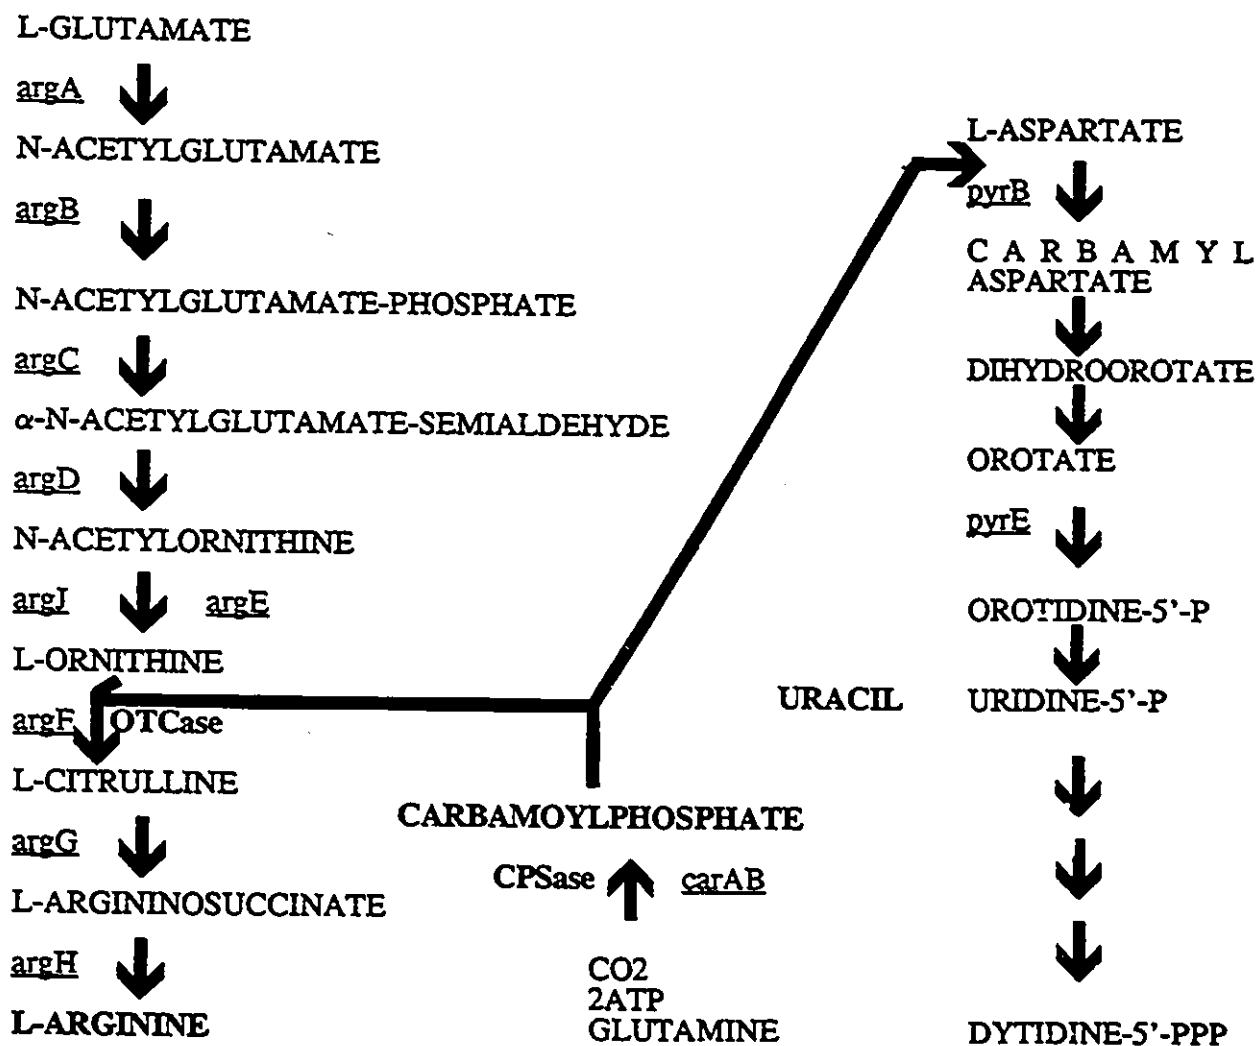 L-GLUTAMATE
argA
N-ACETYLGLUTAMATE
argB
N-ACETYLGLUTAMATE-PHOSPHATE
argC
α-N-ACETYLGLUTAMATE-SEMIALDEHYDE
argD
N-ACETYLORNITHINE
argJ argE
L-ORNITHINE
argF OTCase
L-CITRULLINE
argG
L-ARGININOSUCCINATE
argH
L-ARGININE
CARBAMOYLPHOSPHATE
CPSase carAB
CO2
2ATP
GLUTAMINE
L-ASPARTATE
pyrB
C A R B A M Y L
ASPARTATE
DIHYDROOROTATE
OROTATE
pyrE
OROTIDINE-5'-P
URACIL URIDINE-5'-P
DYTIDINE-5'-PPP